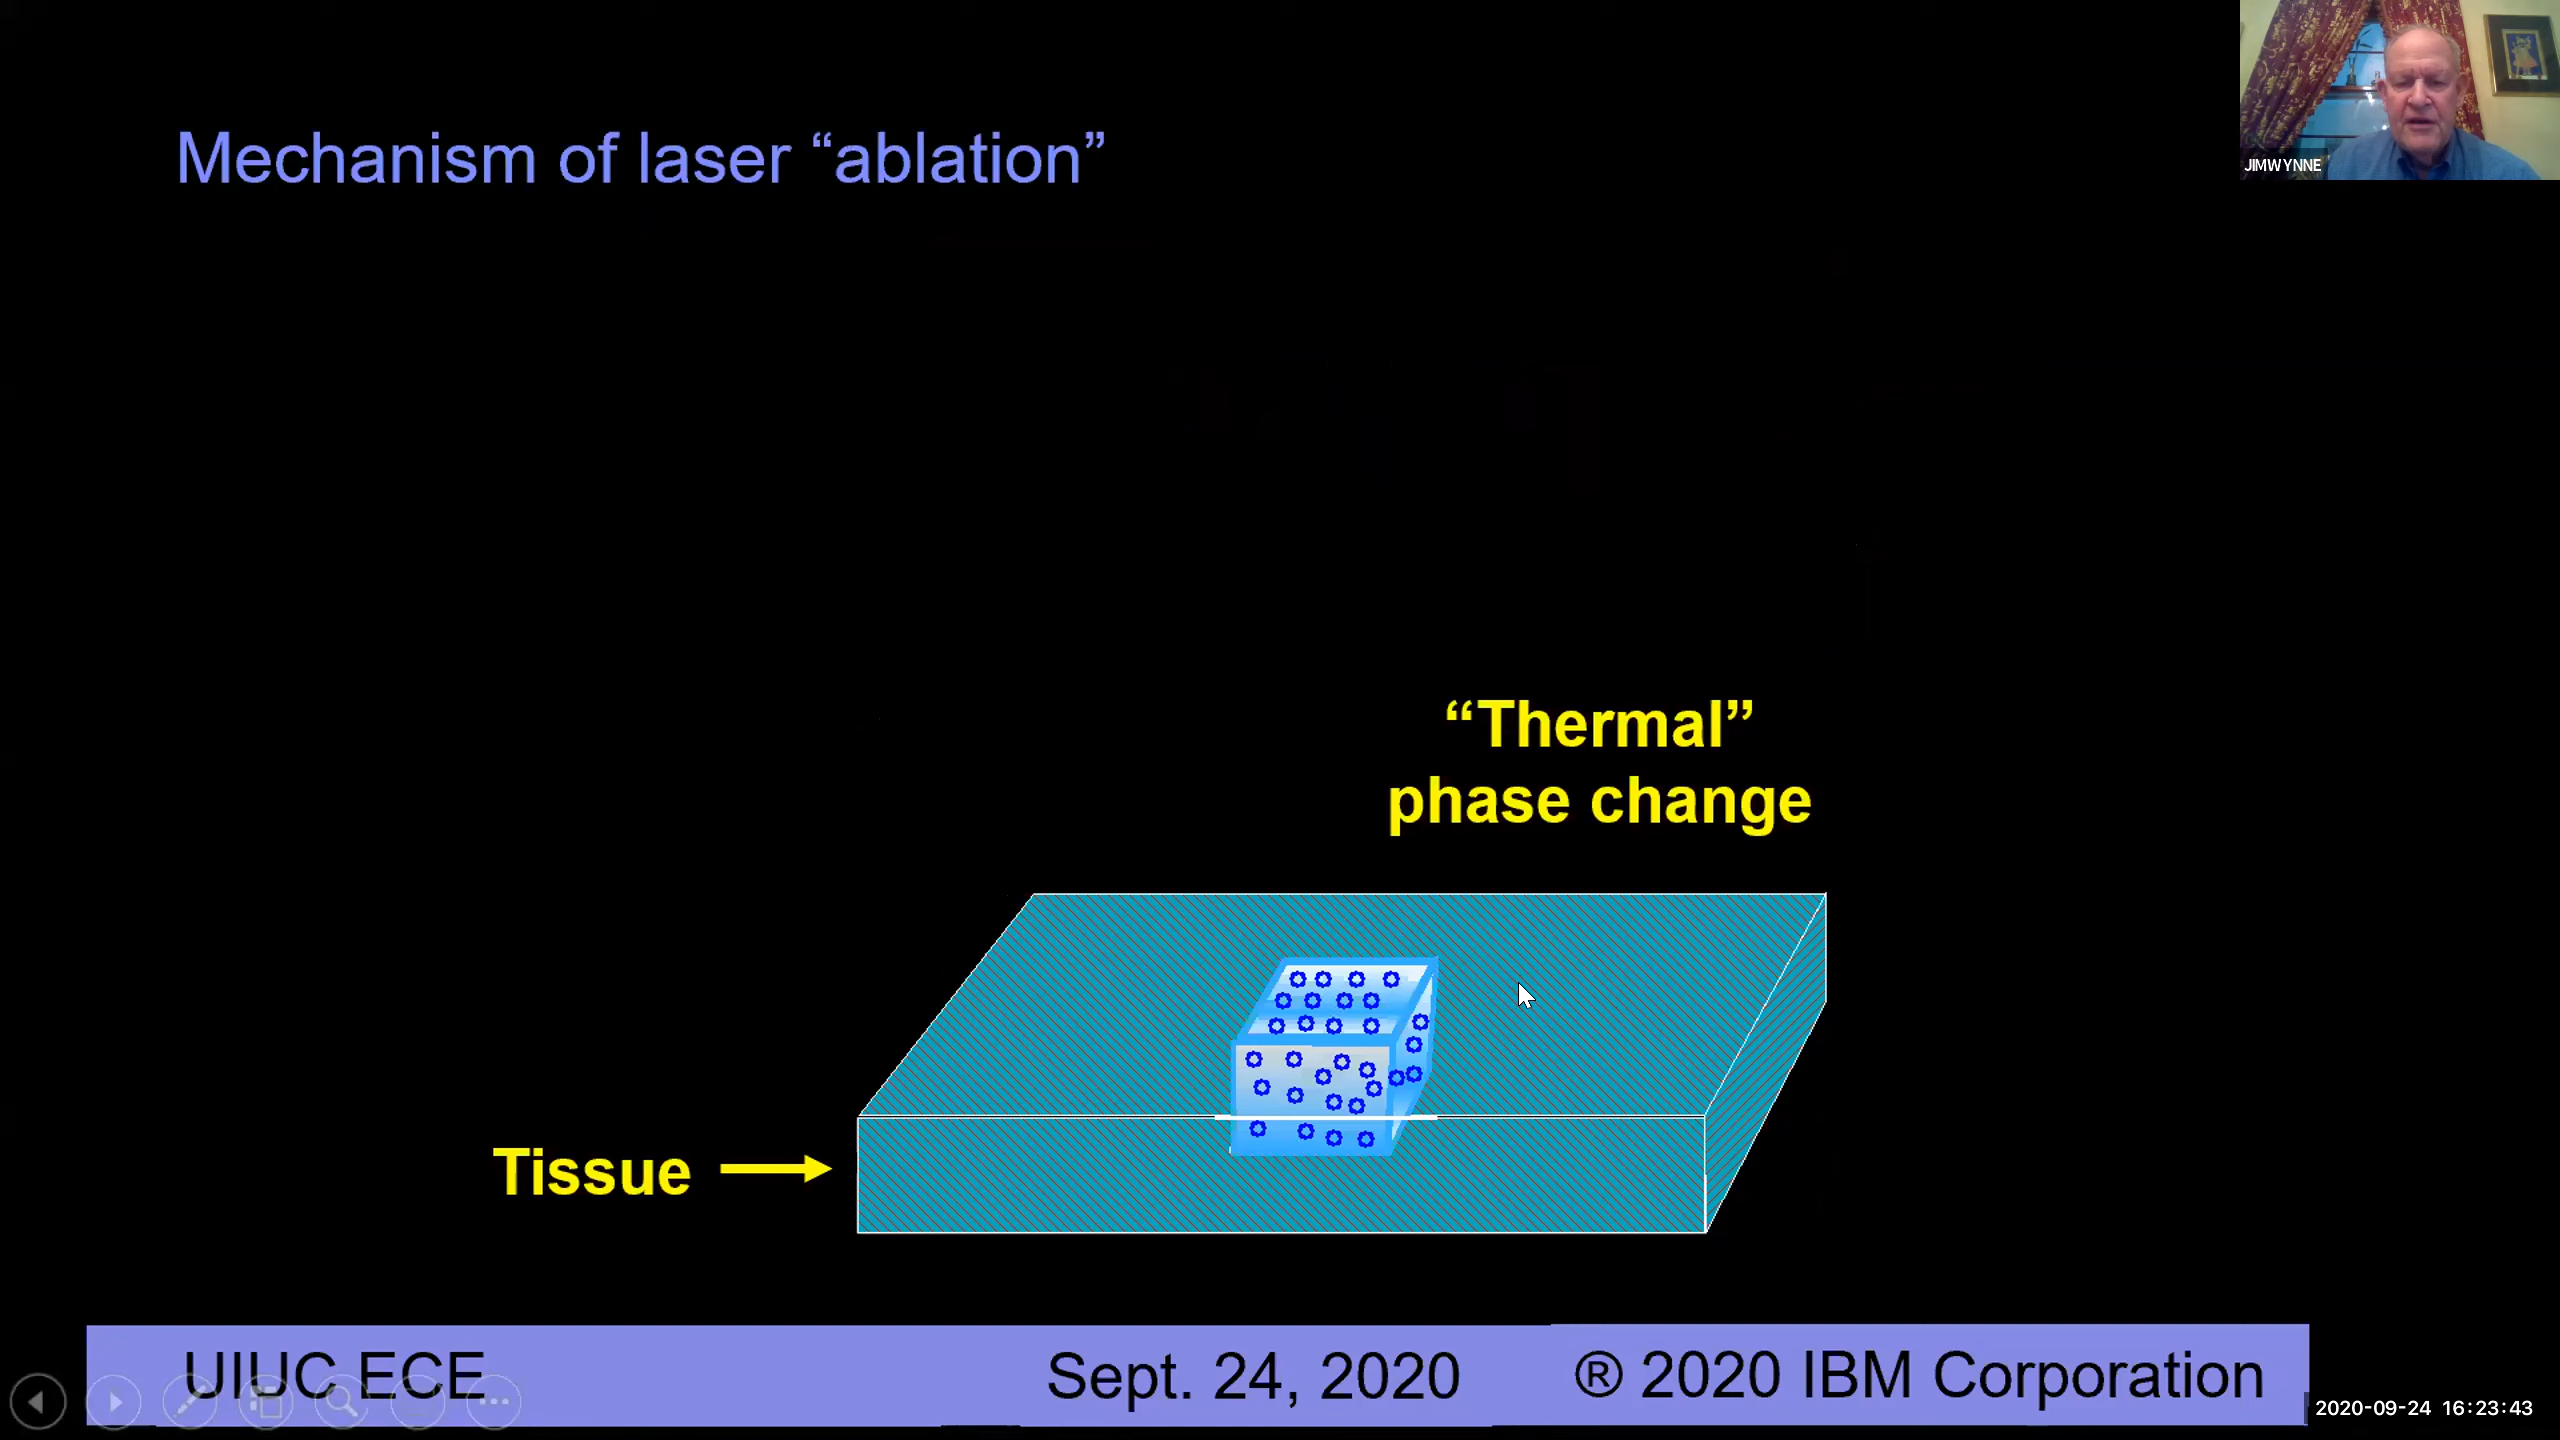 Mechanism of laser “ablation”
JIMWYNNE
“Thermal”
phase change
Tissue
UIUC ECE
Sept. 24, 2020
® 2020 IBM Corporation
2020-09-24 16:23:43